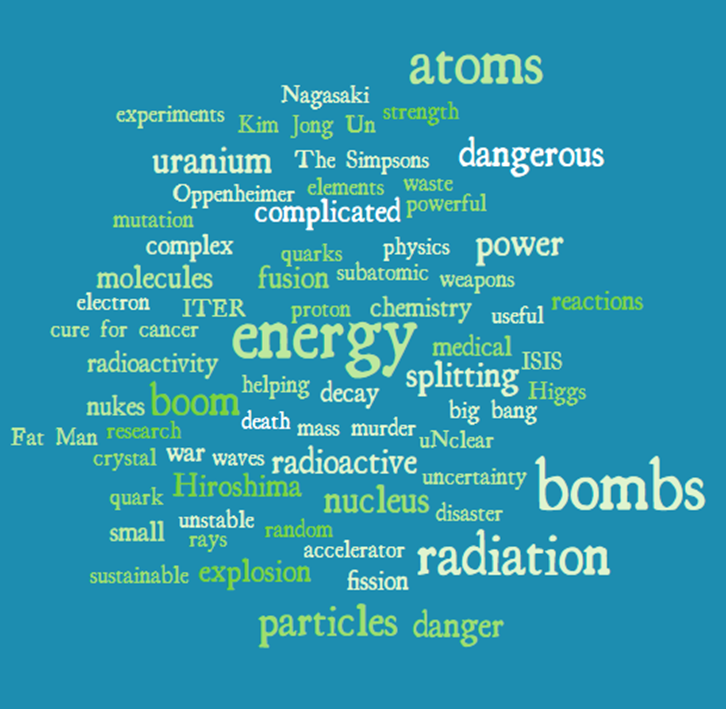 atoms
Nagasaki
experiments Kim Jong Un strength
uranium The Simpsons dangerous
Oppenheimer elements waste
mutation complicated powerful
complex quarks physics power
molecules fusion subatomic weapons
electron ITER proton chemistry useful reactions
cure for cancer energy medical
radioactivity splitting ISIS
nukes boom helping decay Higgs
death big bang
Fat Man research mass murder uNclear
crystal war waves radioactive uncertainty bombs
quark Hiroshima nucleus disaster
small unstable random
rays accelerator radiation
sustainable explosion fission
particles danger